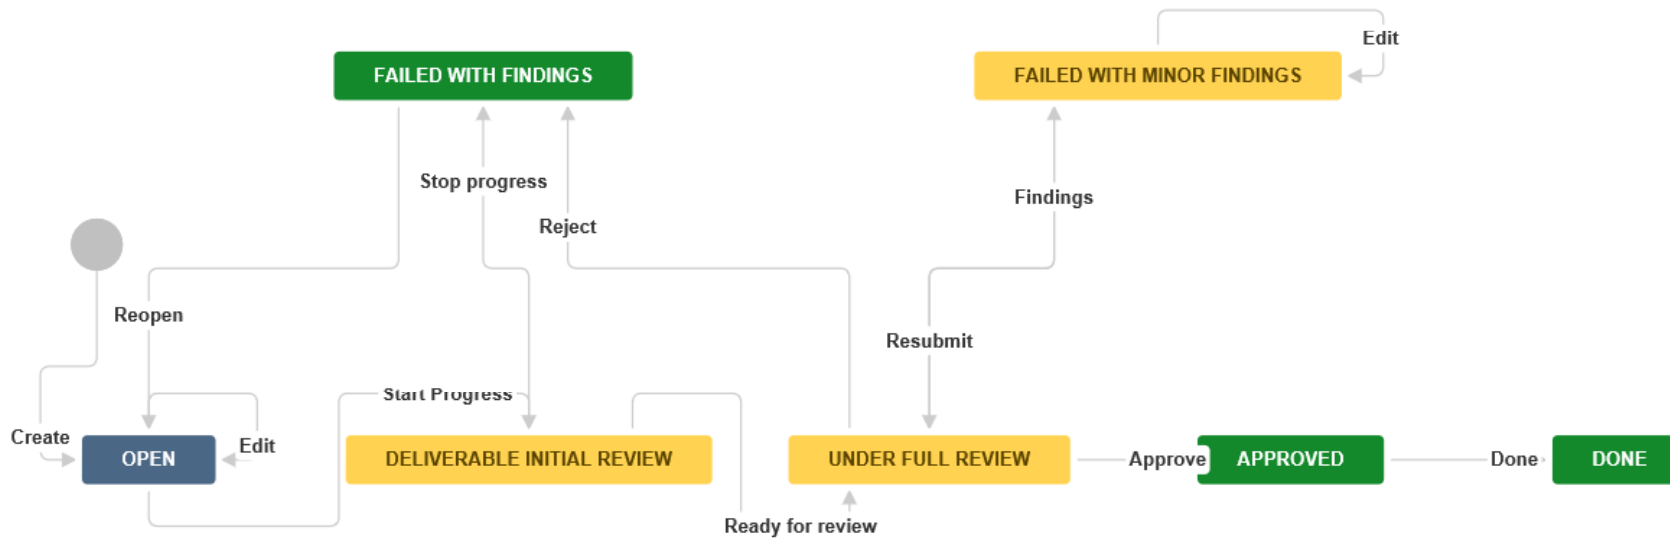 Edit
FAILED WITH FINDINGS
FAILED WITH MINOR FINDINGS
Stop progress
Findings
Reject
Reopen
Resubmit
Start Progress
Create
Edit
OPEN
DELIVERABLE INITIAL REVIEW
UNDER FULL REVIEW
Approve
APPROVED
Done
DONE
Ready for review